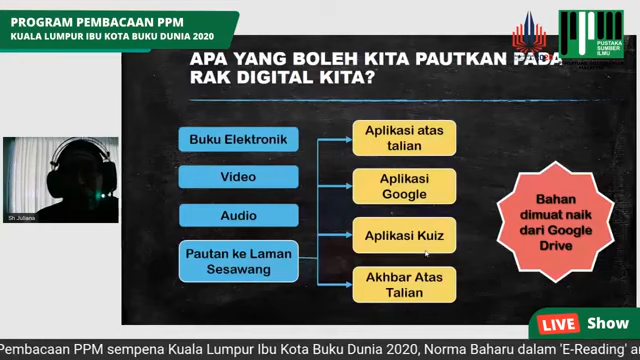 PROGRAM PEMBACAAN PPM
KUALA LUMPUR IBU KOTA BUKU DUNIA 2020
PUSTAKA
SUMBER
ILMU
APA YANG BOLEH KITA PAUTKAN PADA
RAK DIGITAL KITA?
Buku Elektronik
Video
Audio
Pautan ke Laman
Sesawang
Aplikasi atas
talian
Aplikasi
Google
Aplikasi Kuiz
Akhbar Atas
Talian
Bahan
dimuat naik
dari Google
Drive
Sh Juliana
LIVE Show
Pembacaan PPM sempena Kuala Lumpur Ibu Kota Buku Dunia 2020, Norma Baharu dalam 'E-Reading' a